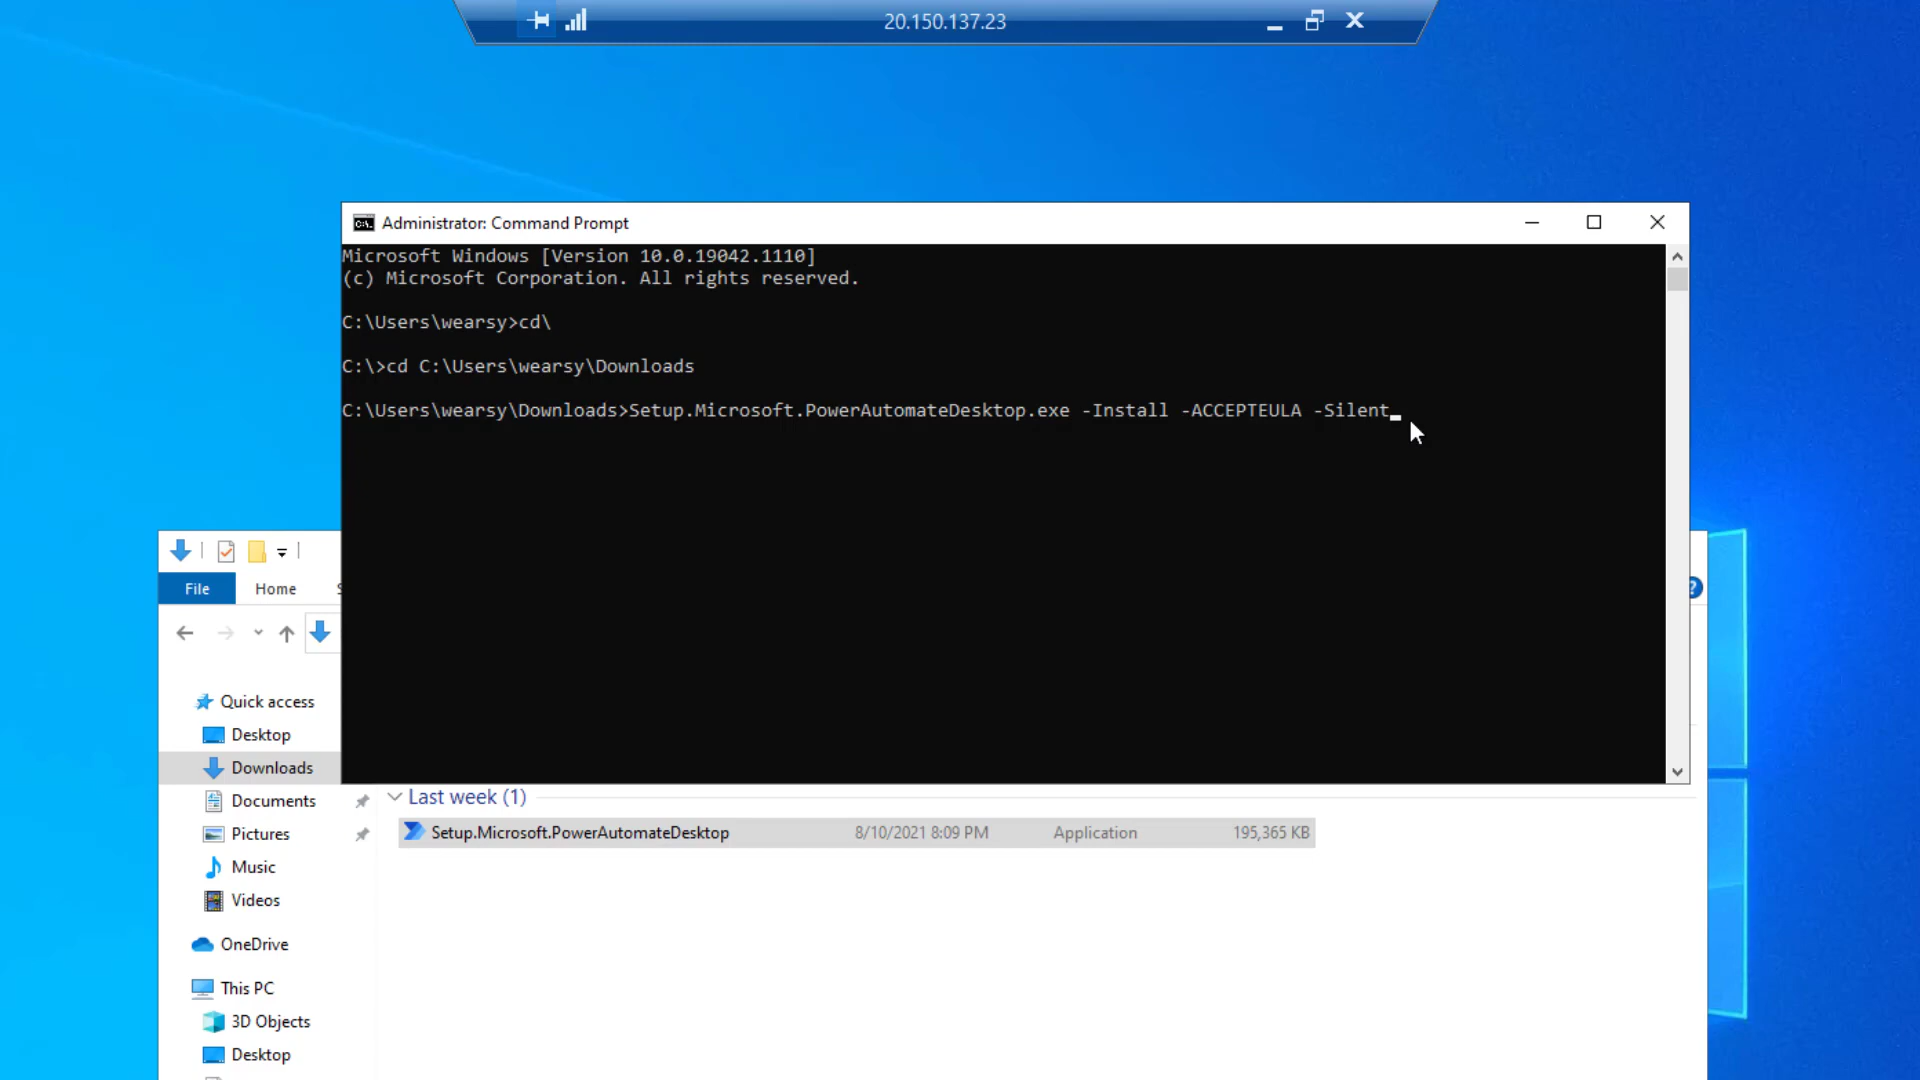 20.150.137.23
Administrator: Command Prompt
Microsoft Windows [Version 10.0.19042.1110]
(c) Microsoft Corporation. All rights reserved.
C:\Users\wearsy>cd\
C:\>cd C:\Users\wearsy\Downloads
C:\Users\wearsy\Downloads>Setup.Microsoft.PowerAutomateDesktop.exe -Install -ACCEPTEULA -Silent
File Home
Quick access
Desktop
Downloads
Documents
Pictures
Music
Videos
OneDrive
This PC
3D Objects
Desktop
Last week (1)
Setup.Microsoft.PowerAutomateDesktop 8/10/2021 8:09 PM Application 195,365 KB